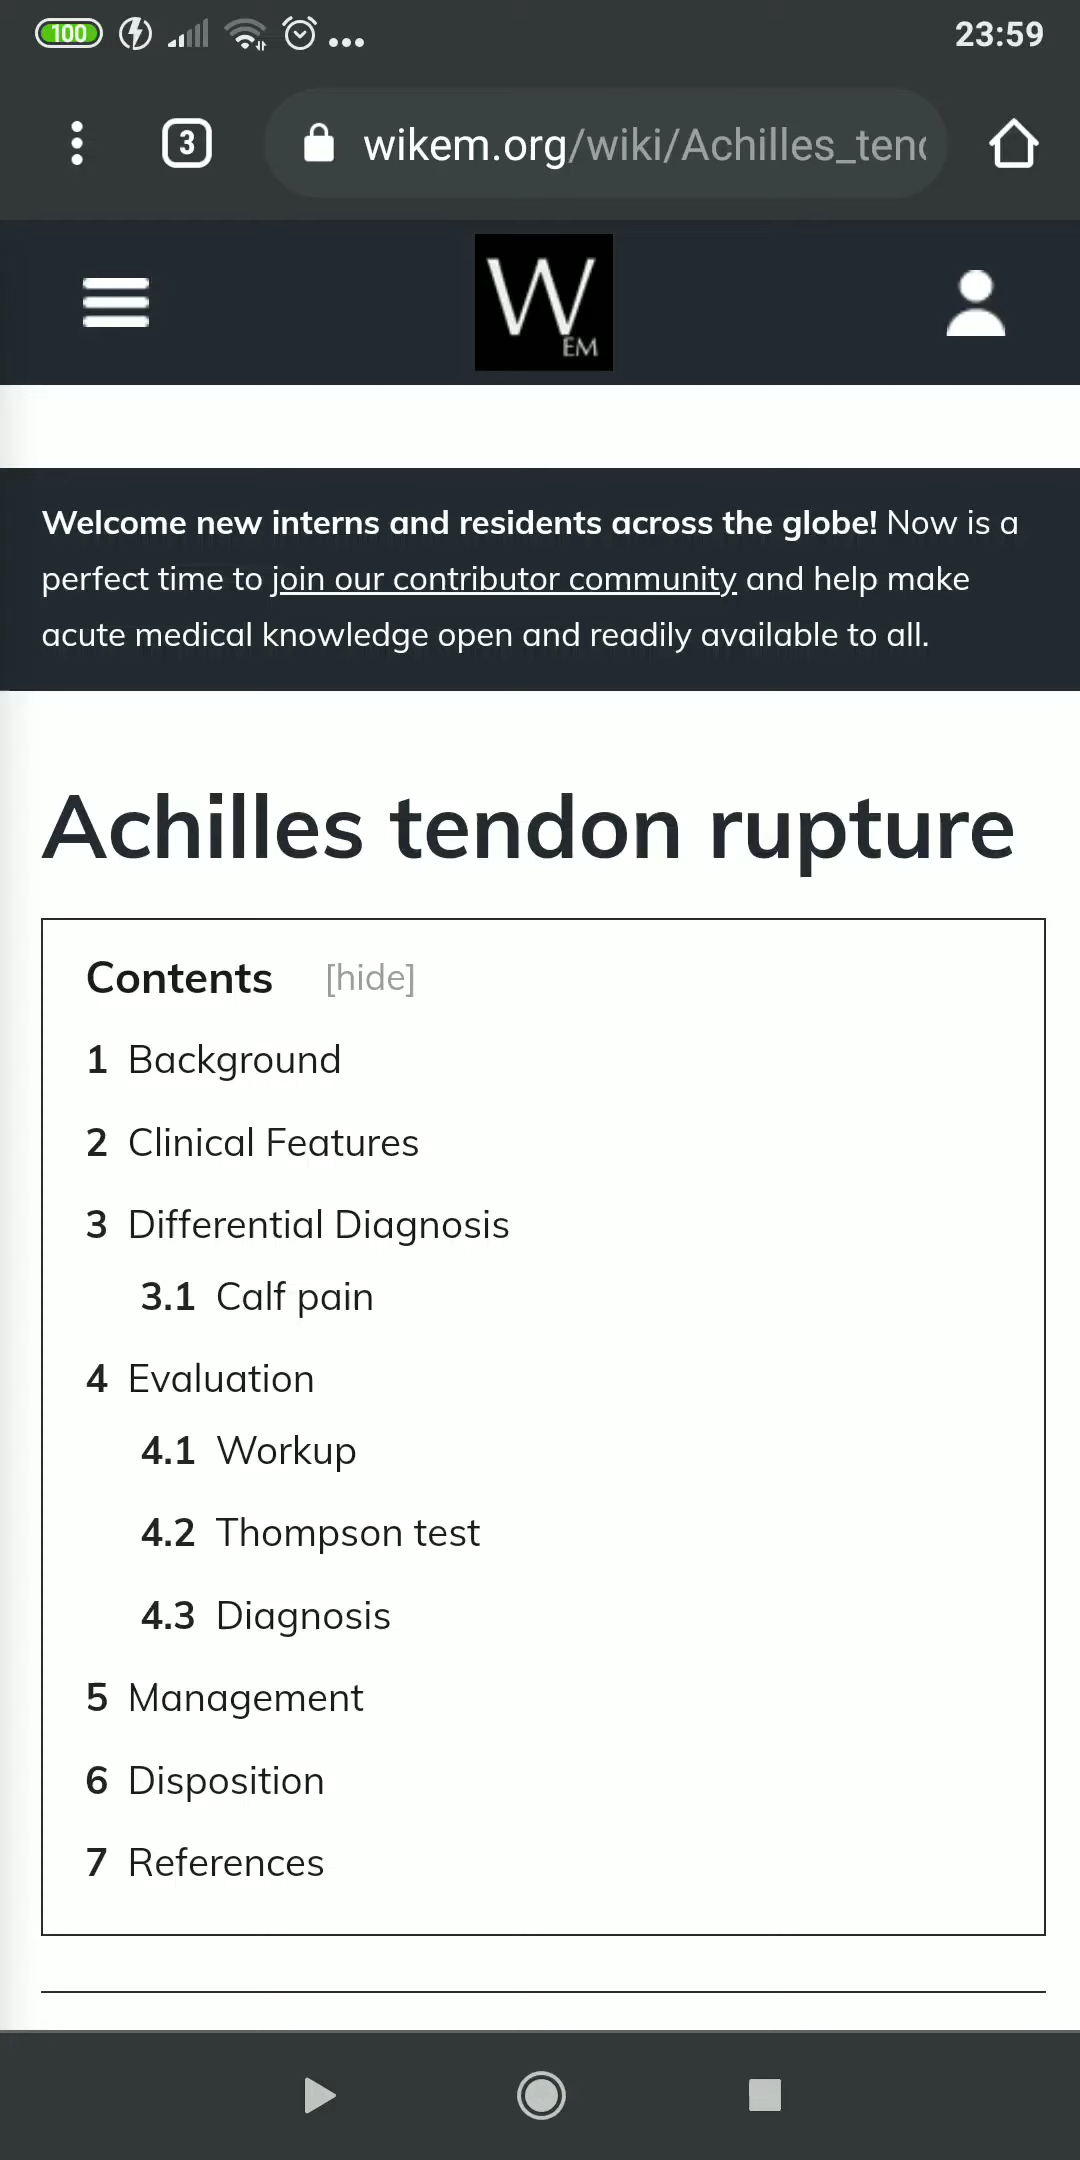 100 23:59
3 wikem.org/wiki/Achilles_ten
W
EM
Welcome new interns and residents across the globe! Now is a
perfect time to join our contributor community and help make
acute medical knowledge open and readily available to all.
Achilles tendon rupture
Contents [hide]
1 Background
2 Clinical Features
3 Differential Diagnosis
3.1 Calf pain
4 Evaluation
4.1 Workup
4.2 Thompson test
4.3 Diagnosis
5 Management
6 Disposition
7 References